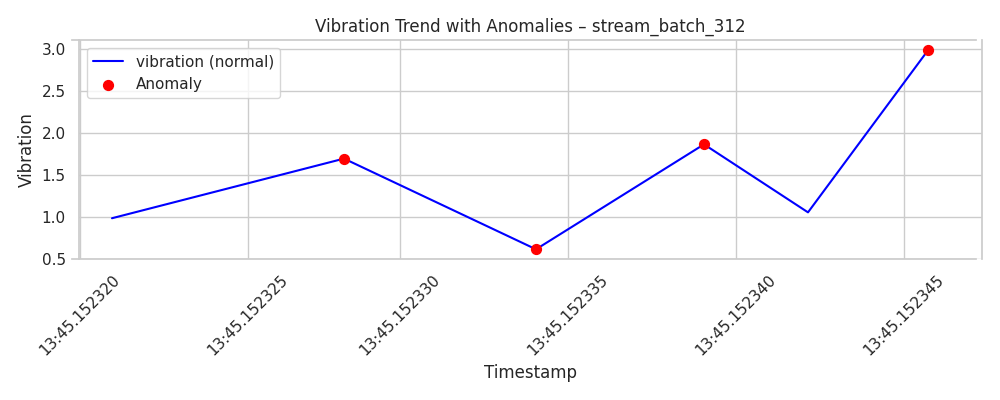 Vibration Trend with Anomalies – stream_batch_312
vibration (normal)
Anomaly
Vibration
3.0
2.5
2.0
1.5
1.0
0.5
13:45.152320
13:45.152325
13:45.152330
13:45.152335
13:45.152340
13:45.152345
Timestamp